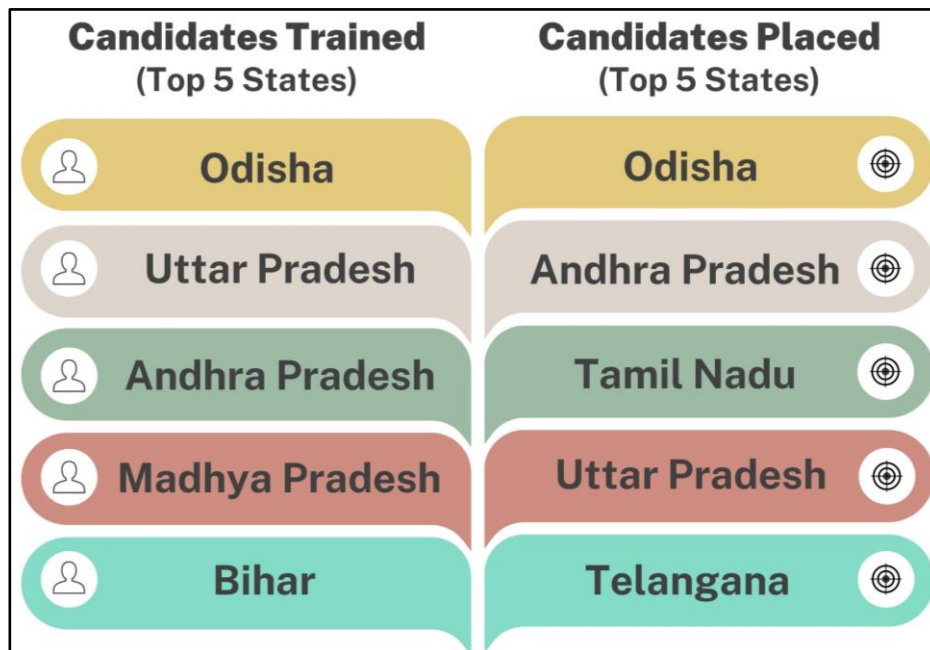 Candidates Trained
(Top 5 States)
Odisha
Uttar Pradesh
Andhra Pradesh
Madhya Pradesh
Bihar
Candidates Placed
(Top 5 States)
Odisha
Andhra Pradesh
Tamil Nadu
Uttar Pradesh
Telangana